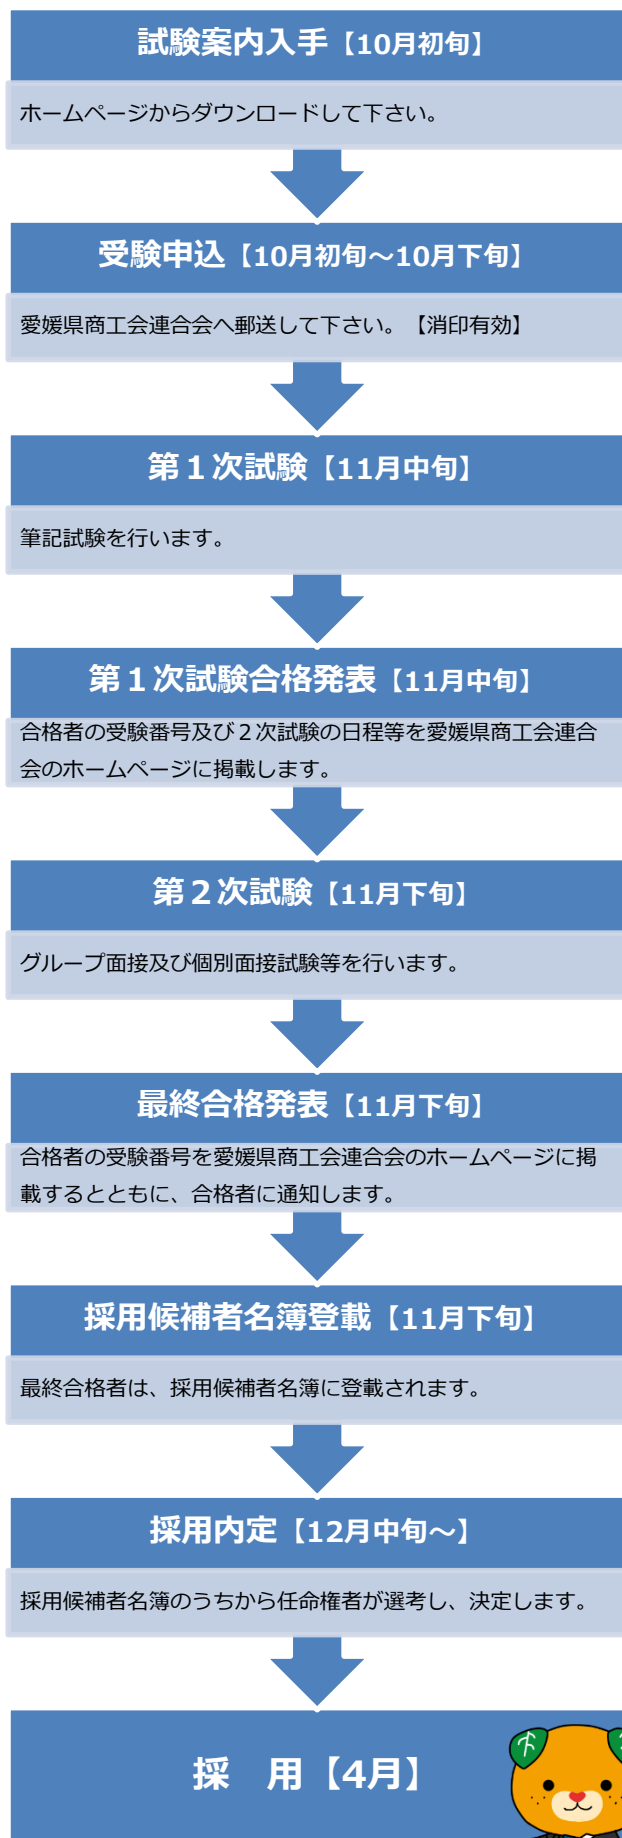 試験案内入手【10月初旬】
ホームページからダウンロードして下さい。
受験申込【10月初旬～10月下旬】
愛媛県商工会連合会へ郵送して下さい。【消印有効】
第１次試験【11月中旬】
筆記試験を行います。
第１次試験合格発表【11月中旬】
合格者の受験番号及び２次試験の日程等を愛媛県商工会連合
会のホームページに掲載します。
第２次試験【11月下旬】
グループ面接及び個別面接試験等を行います。
最終合格発表【11月下旬】
合格者の受験番号を愛媛県商工会連合会のホームページに掲
載するとともに、合格者に通知します。
採用候補者名簿登載【11月下旬】
最終合格者は、採用候補者名簿に登載されます。
採用内定【12月中旬～】
採用候補者名簿のうちから任命権者が選考し、決定します。
採　用【4月】